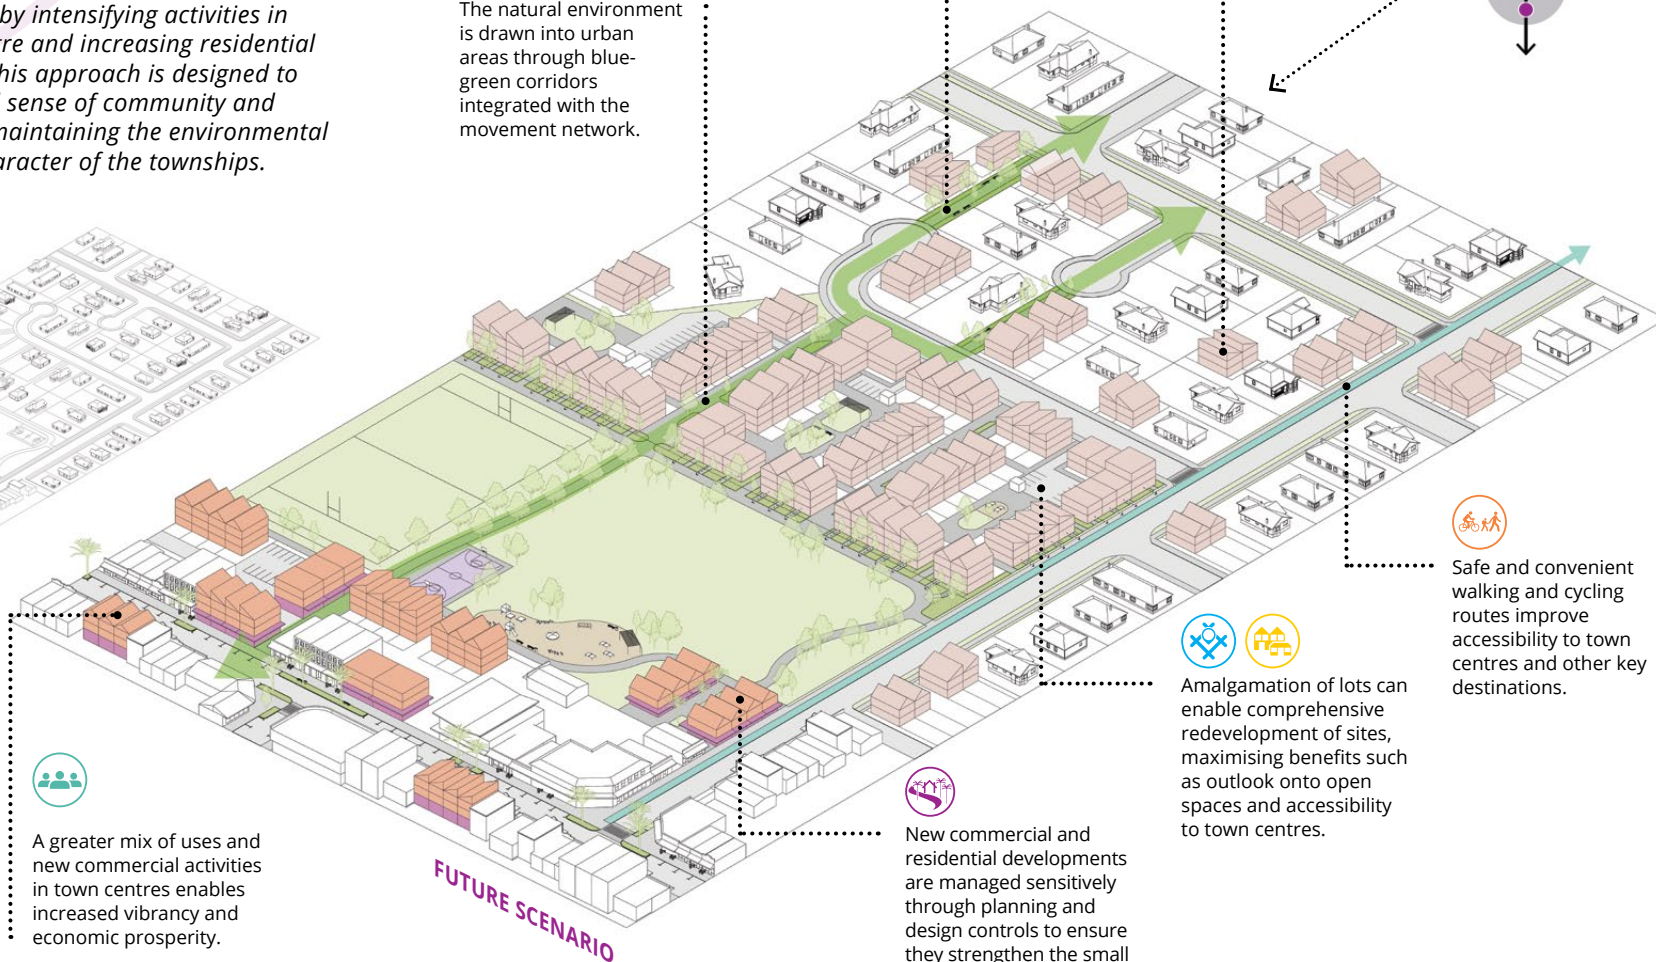 by intensifying activities in
and increasing residential
his approach is designed to
sense of community and
maintaining the environmental
of the townships.
The natural environment
is drawn into urban
areas through blue-
green corridors
integrated with the
movement network.
Safe and convenient
walking and cycling
routes improve
accessibility to town
centres and other key
destinations.
Amalgamation of lots can
enable comprehensive
redevelopment of sites,
maximising benefits such
as outlook onto open
spaces and accessibility
to town centres.
New commercial and
residential developments
are managed sensitively
through planning and
design controls to ensure
they strengthen the small
A greater mix of uses and
new commercial activities
in town centres enables
increased vibrancy and
economic prosperity.
FUTURE SCENARIO